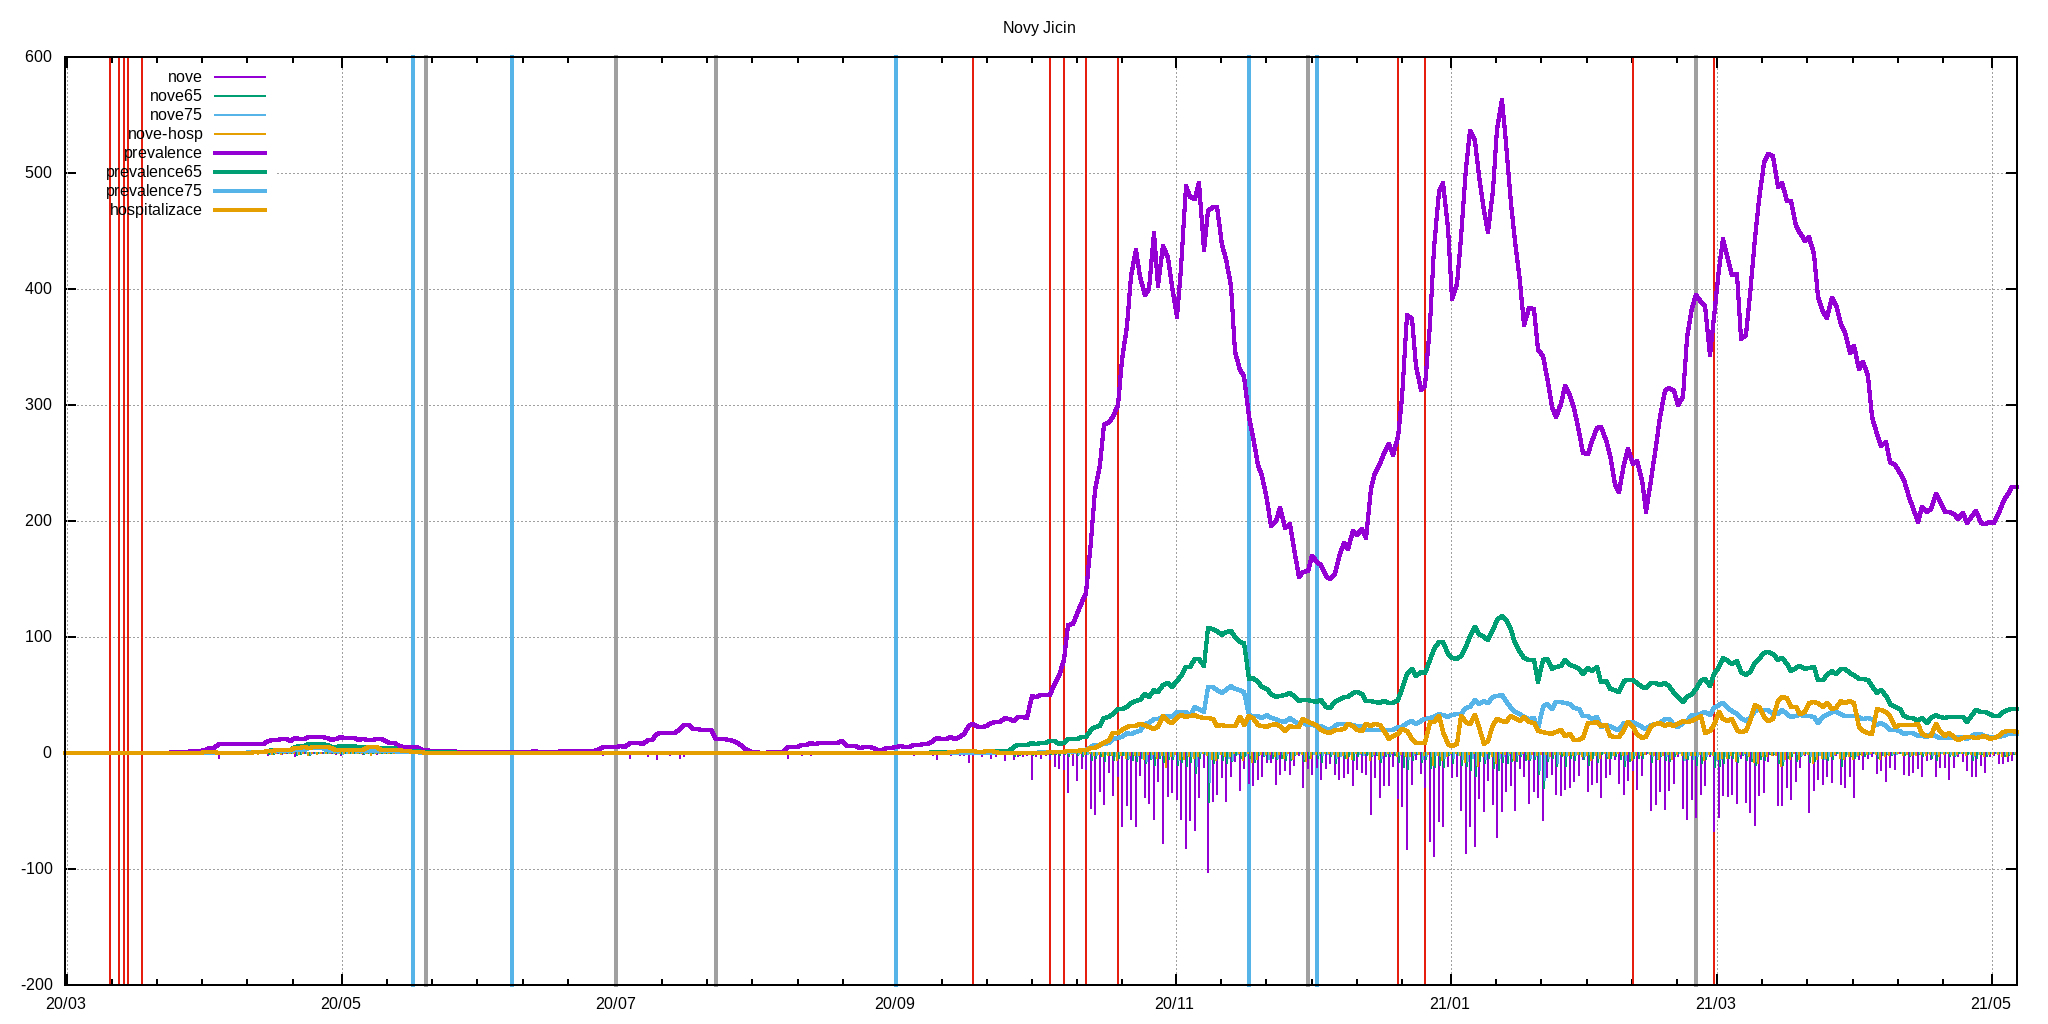 Novy Jicin
600
500
400
300
200
100
0
-100
-200
nove
nove65
nove75
nove-hosp
prevalence
prevalence65
prevalence75
hospitalizace
20/03 20/05 20/07 20/09 20/11 21/01 21/03 21/05